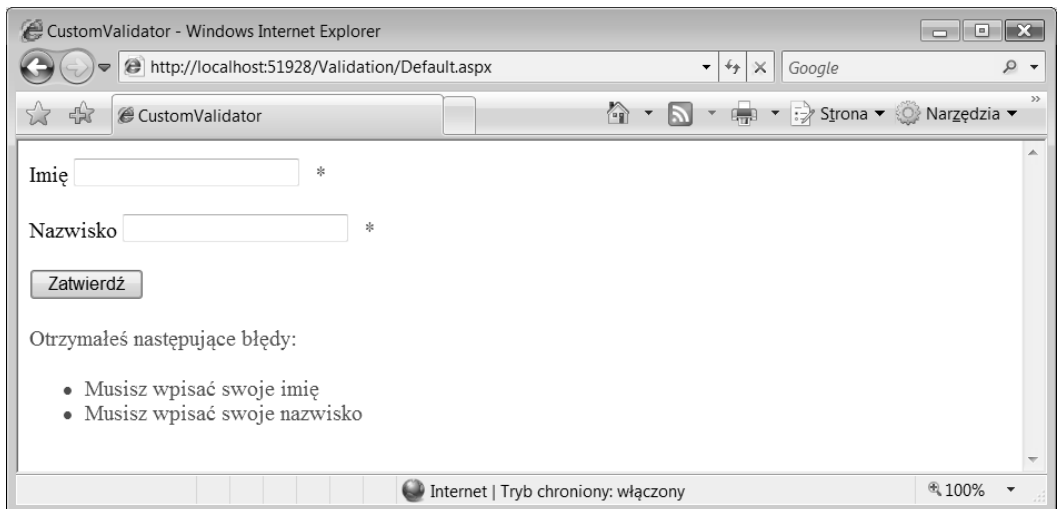 CustomValidator - Windows Internet Explorer
http://localhost:51928/Validation/Default.aspx
Google
CustomValidator
Strona
Narzędzia
Imię *
Nazwisko *
Zatwierdź
Otrzymałeś następujące błędy:
• Musisz wpisać swoje imię
• Musisz wpisać swoje nazwisko
Internet | Tryb chroniony: włączony
100%